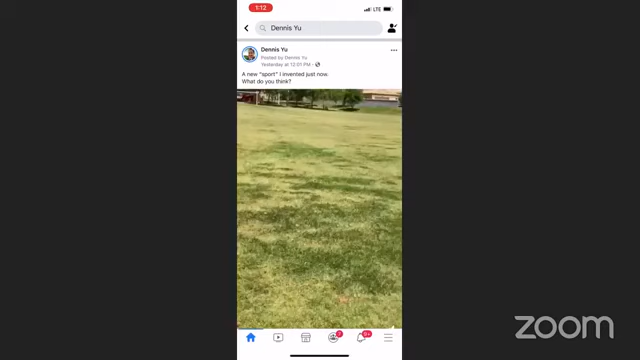 1:12
LTE
Dennis Yu
Dennis Yu
Posted by Dennis Yu
Yesterday at 12:01 PM ·
A new "sport" I invented just now.
What do you think?
zoom